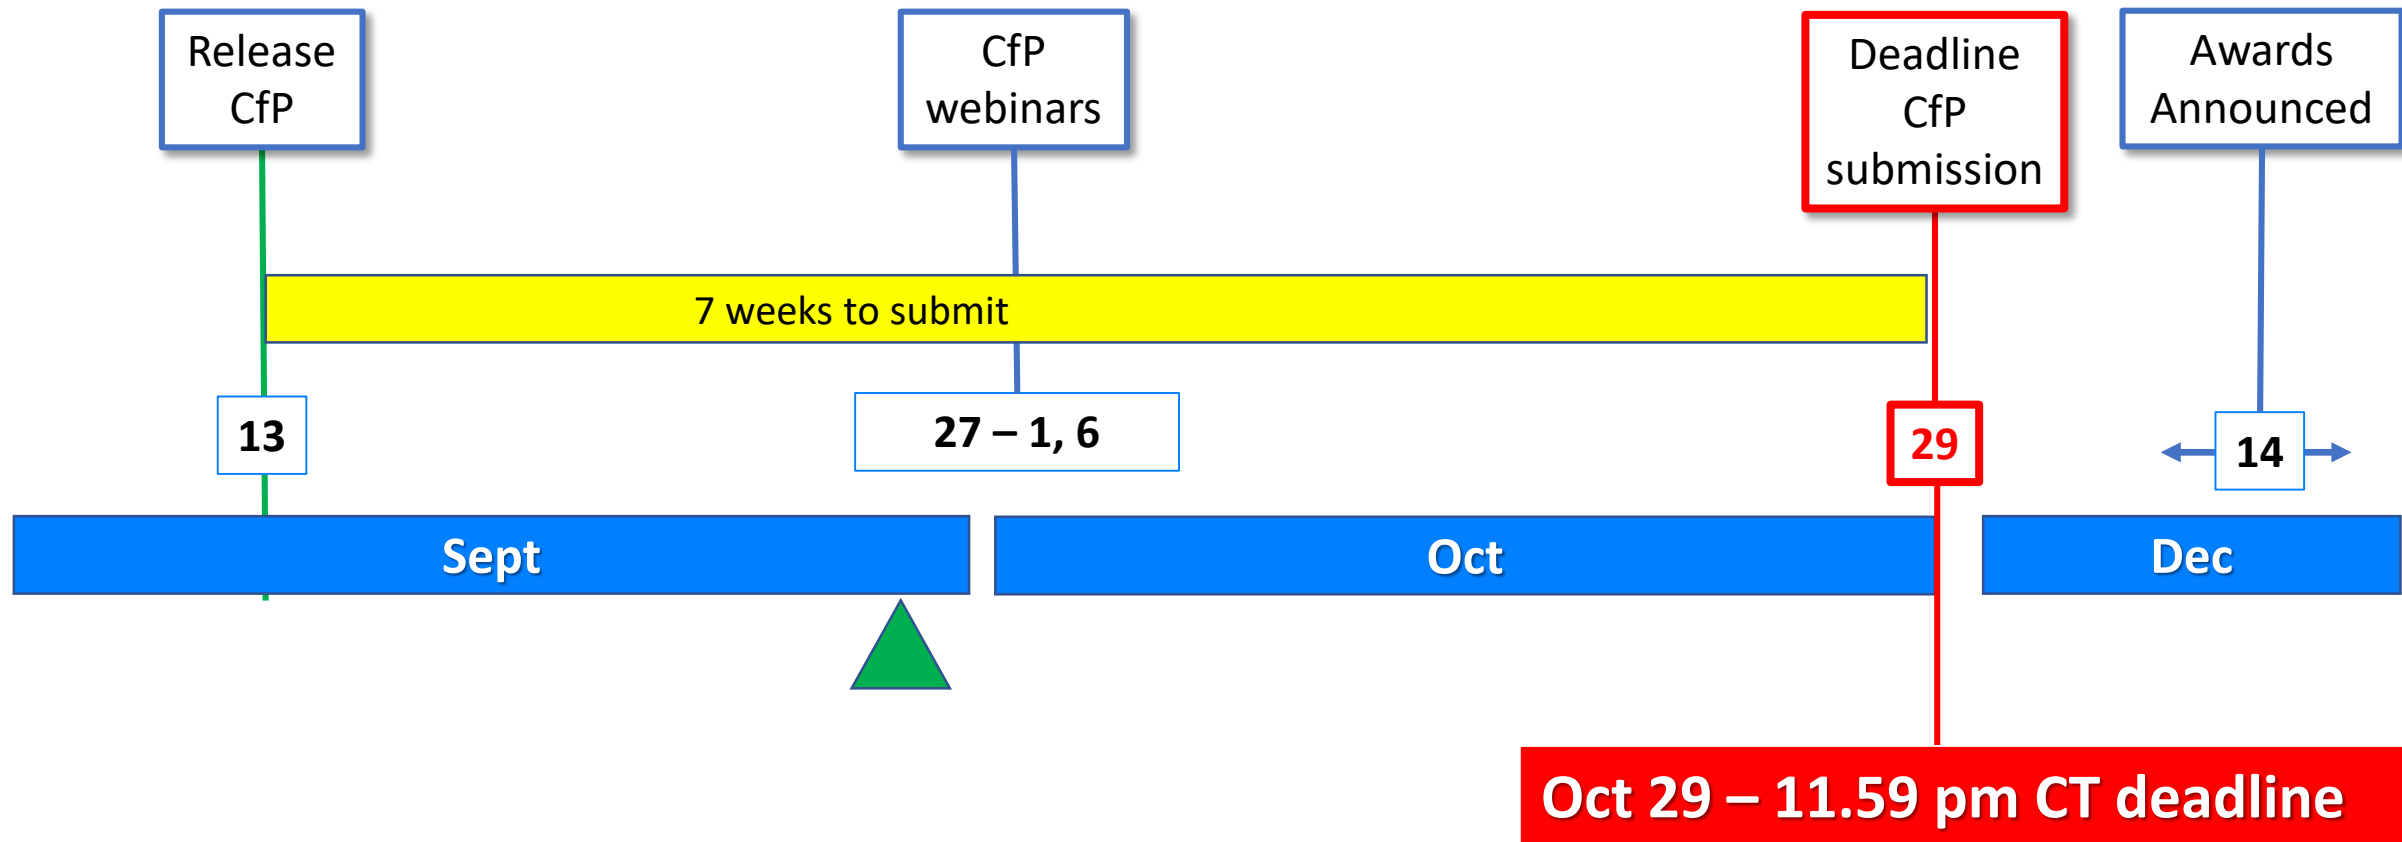 Release
CfP
CfP
webinars
Deadline
CfP
submission
Awards
Announced
7 weeks to submit
13
27 – 1, 6
29
14
Sept
Oct
Dec
Oct 29 – 11.59 pm CT deadline